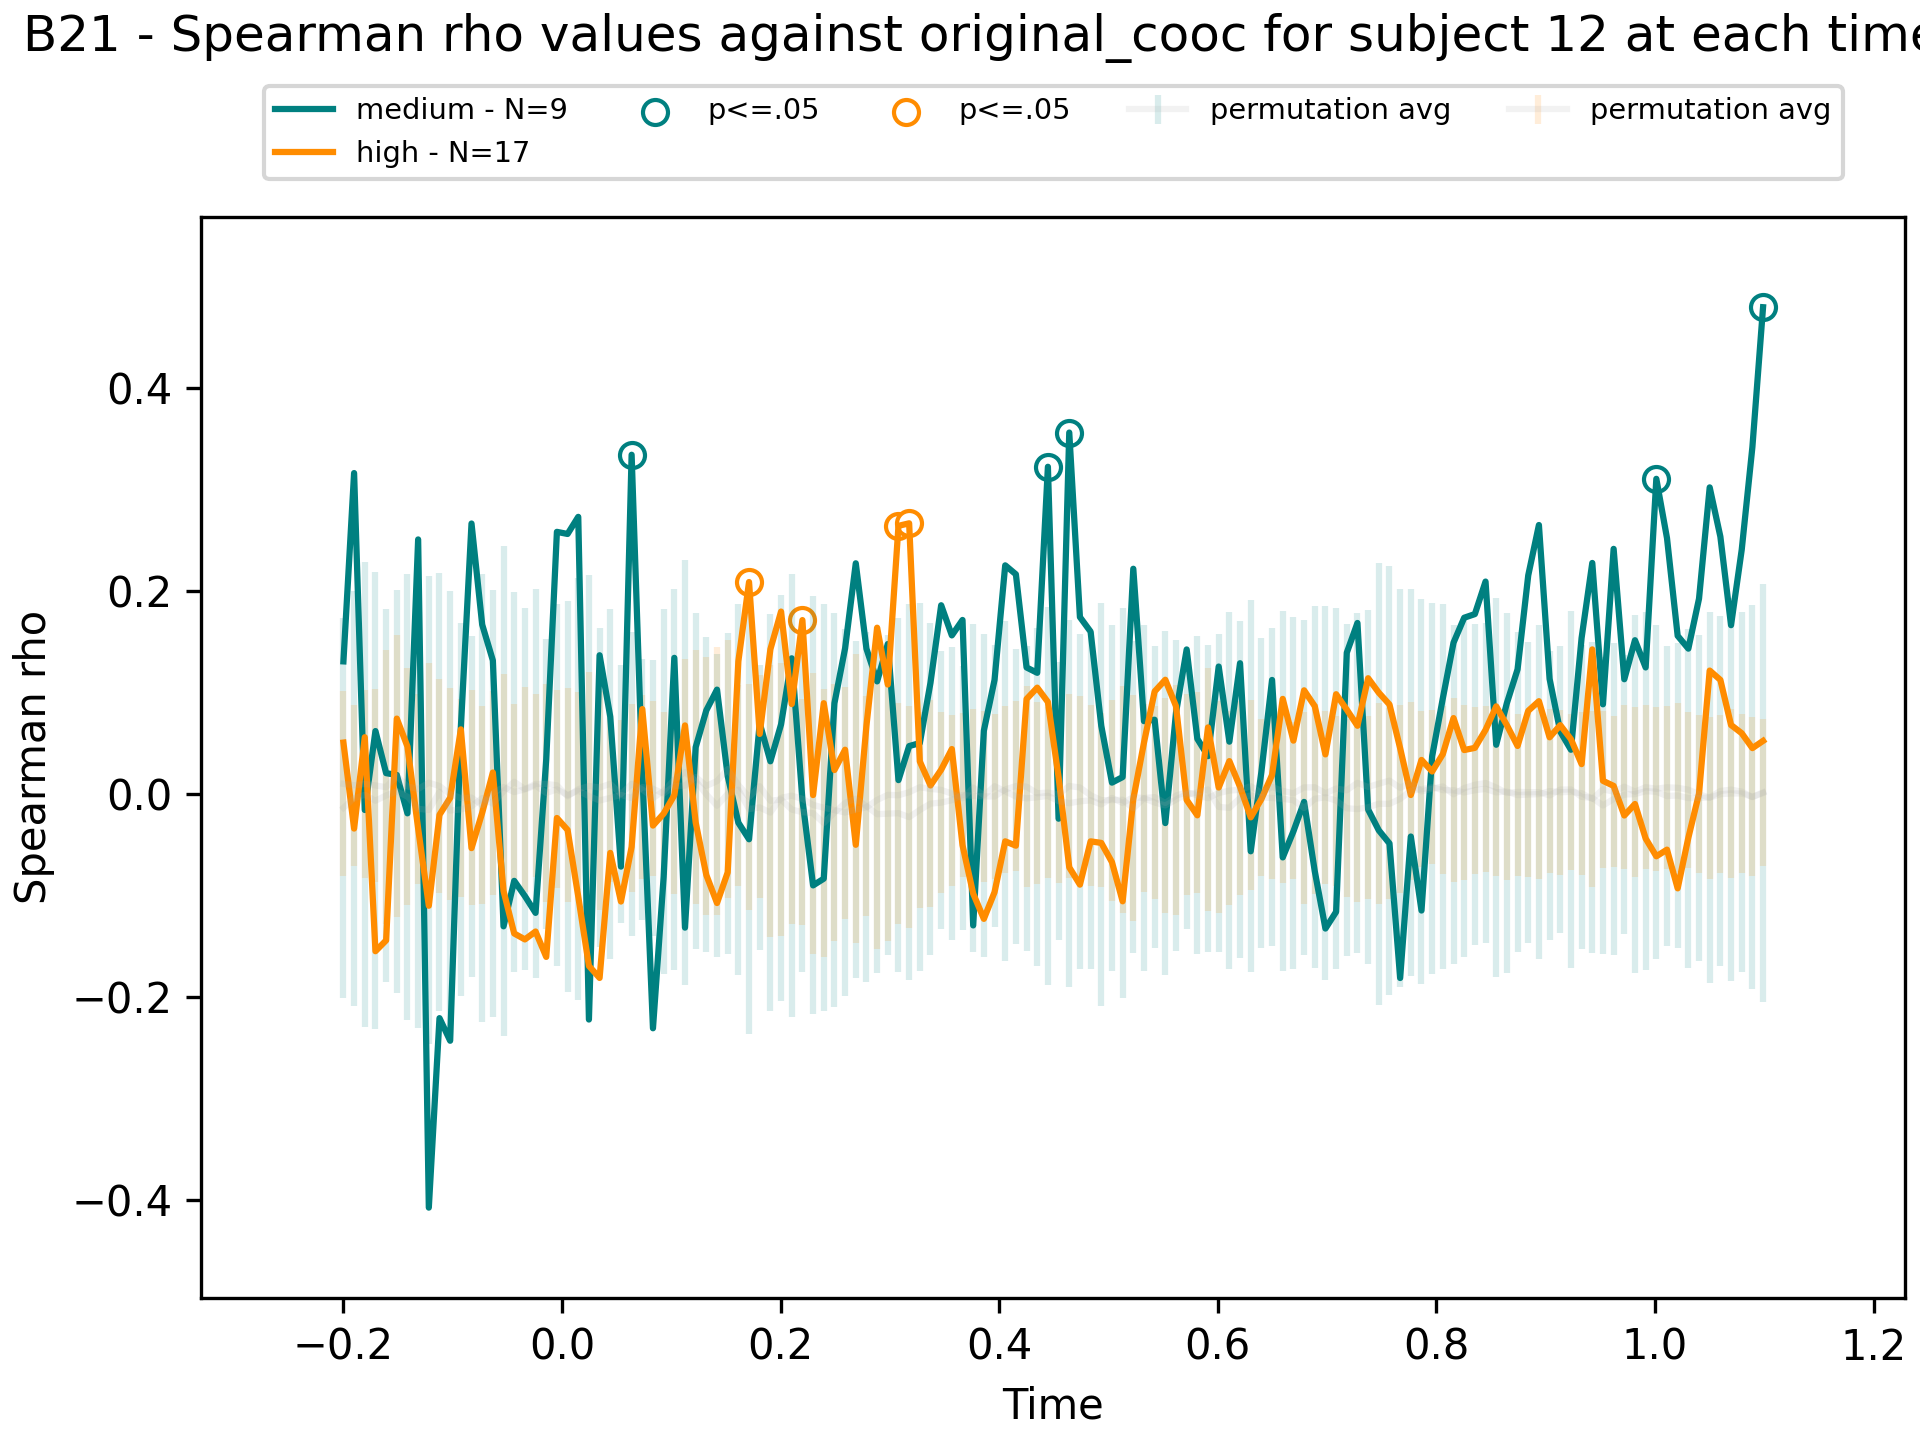 B21 - Spearman rho values against original_cooc for subject 12 at each time
medium - N=9
high - N=17
p<=.05
p<=.05
permutation avg
permutation avg
Spearman rho
0.4
0.2
0.0
−0.2
−0.4
−0.2 0.0 0.2 0.4 0.6 0.8 1.0 1.2
Time